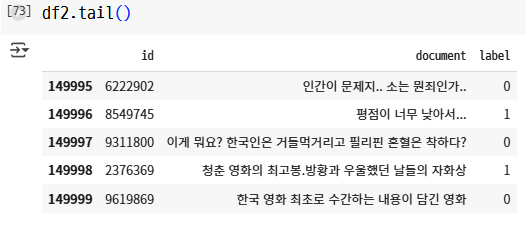 [73] df2.tail()
id document label
149995 6222902 인간이 문제지.. 소는 뭔죄인가.. 0
149996 8549745 평점이 너무 낮아서... 1
149997 9311800 이게 뭐요? 한국인은 거들먹거리고 필리핀 혼혈은 착하다? 0
149998 2376369 청춘 영화의 최고봉.방황과 우울했던 날들의 자화상 1
149999 9619869 한국 영화 최초로 수간하는 내용이 담긴 영화 0